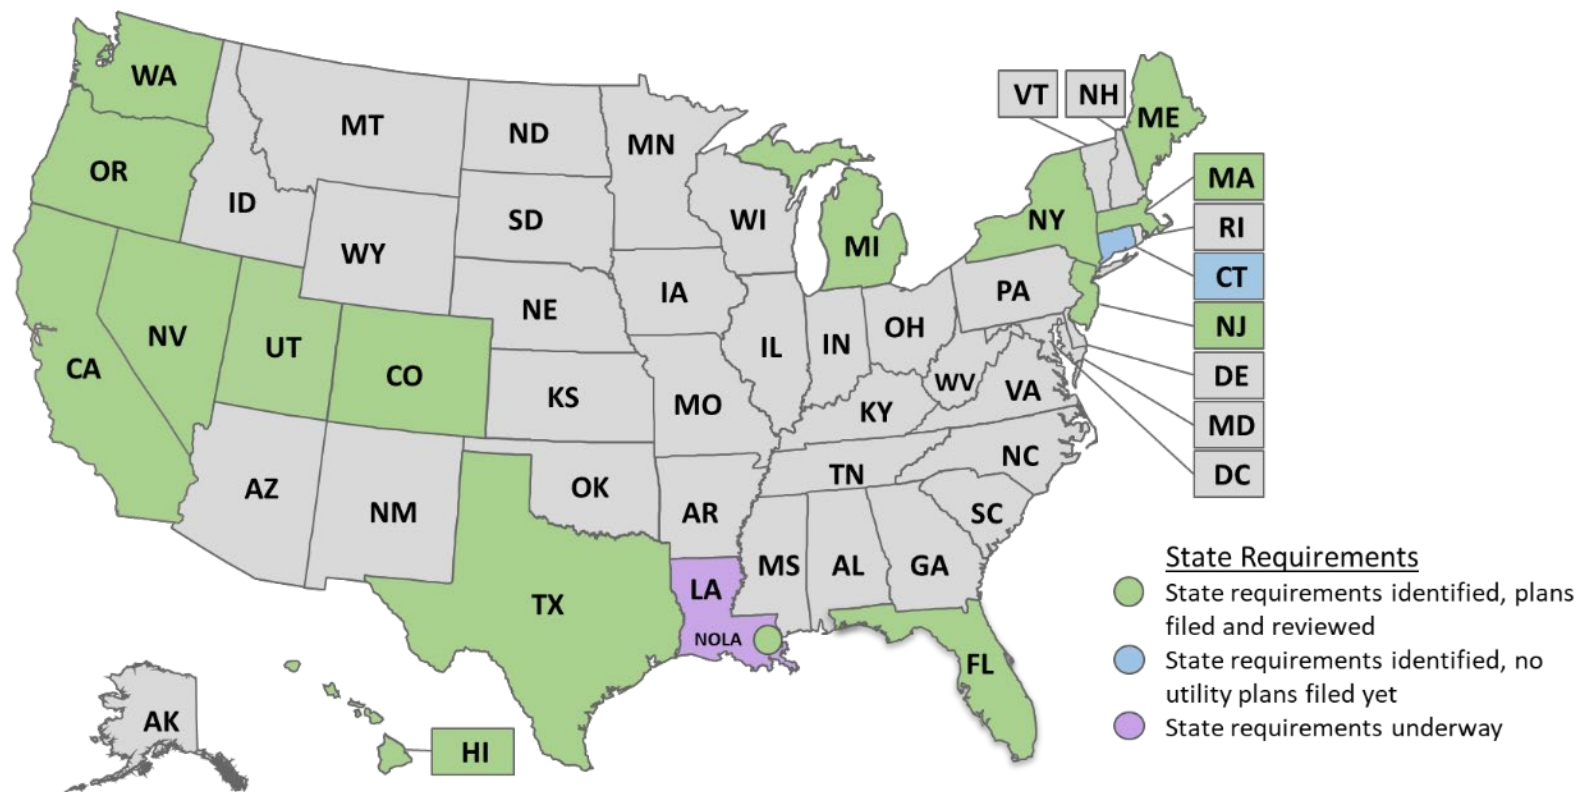 WA
MT
ND
MN
VT
NH
ME
OR
ID
SD
WI
MI
NY
MA
RI
WY
CT
IA
PA
NE
NJ
NV
UT
CO
CA
IL
IN
OH
DE
KS
MO
KY
WV
VA
MD
DC
AZ
NM
OK
AR
TN
NC
SC
MS
AL
GA
TX
LA
NOLA
FL
AK
HI
State Requirements
State requirements identified, plans
filed and reviewed
State requirements identified, no
utility plans filed yet
State requirements underway